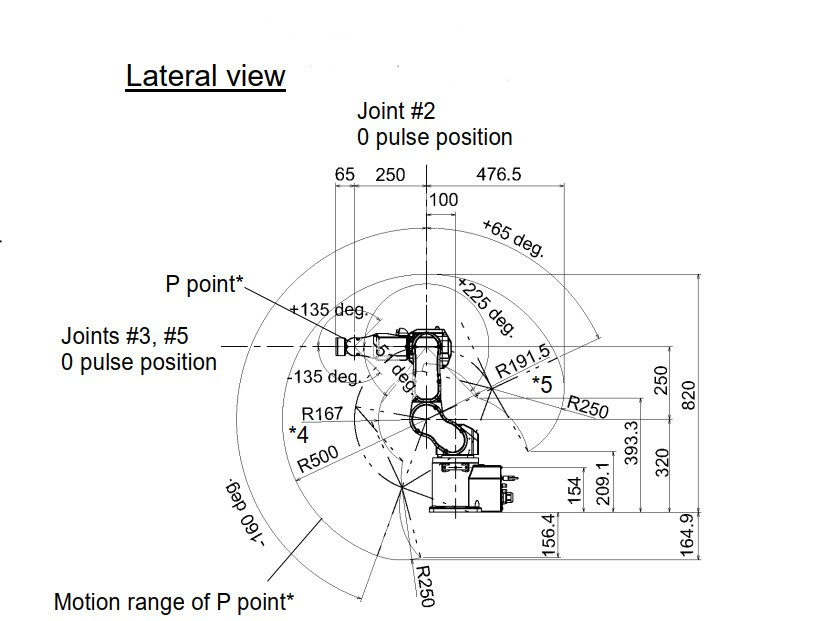 Lateral view
Joint #2
0 pulse position
65
250
476.5
100
+65 deg.
P point*
+225 deg.
+135 deg.
Joints #3, #5
0 pulse position
51 deg
R191.5
*5
-135 deg.
250
820
R167
R250
*4
393.3
R500
320
154
209.1
-160 deg.
156.4
164.9
R250
Motion range of P point*